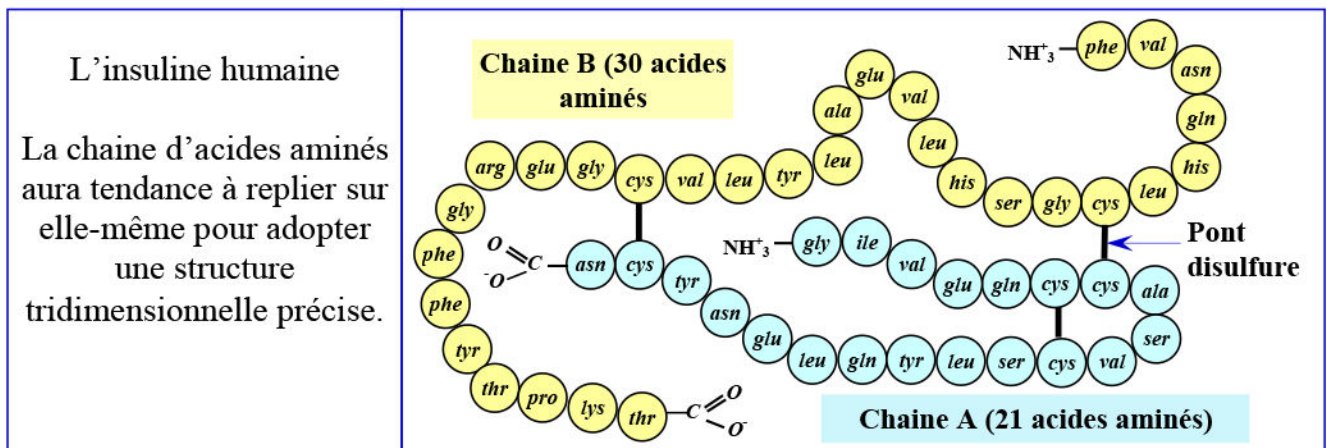 L'insuline humaine
La chaine d'acides aminés
aura tendance à replier sur
elle-même pour adopter
une structure
tridimensionnelle précise.
Chaine B (30 acides
aminés
NH+3 phe val asn gln his leu cys gly ser his leu val glu ala leu tyr leu val cys gly glu arg gly phe phe tyr thr pro lys thr C O O-
Pont
disulfure
NH+3 gly ile val glu gln cys cys ala ser val cys ser leu tyr gln leu glu asn tyr cys asn C O -O
Chaine A (21 acides aminés)